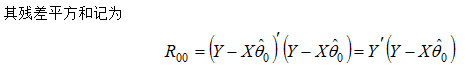 其残差平方和记为
R₀₀ = (Y − Xθ̂₀)′(Y − Xθ̂₀) = Y′(Y − Xθ̂₀)